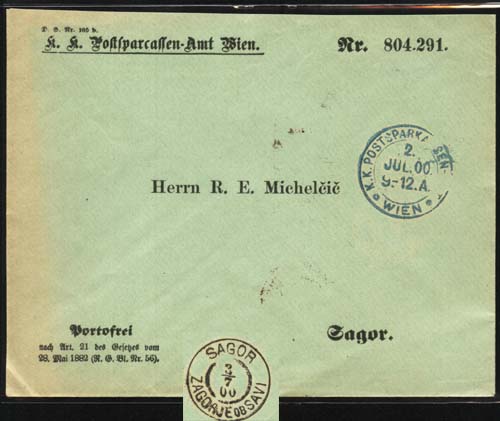 D. S. Nr. 105 b.
K. K. Postsparcassen-Amt Wien.
Nr. 804.291.
K.K. POSTSPARKASSEN-
2.
JUL.00
9-12.A.
WIEN
Herrn R. E. Michelčič
Portofrei
nach Art. 21 des Gesetzes vom
28. Mai 1882 (R. G. Bl. Nr. 56).
Sagor.
SAGOR
3
7
00
ZAGORJE OB SAVI